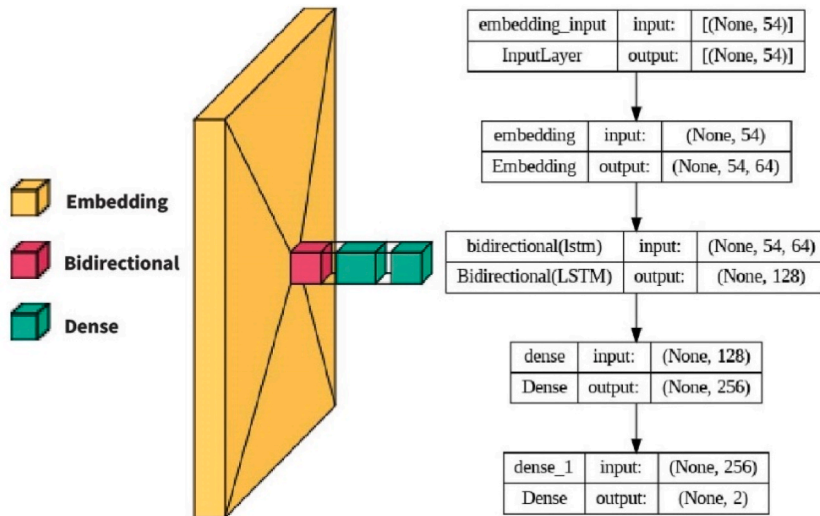 Embedding
Bidirectional
Dense
embedding_input input: [(None, 54)]
InputLayer output: [(None, 54)]
embedding input: (None, 54)
Embedding output: (None, 54, 64)
bidirectional(lstm) input: (None, 54, 64)
Bidirectional(LSTM) output: (None, 128)
dense input: (None, 128)
Dense output: (None, 256)
dense_1 input: (None, 256)
Dense output: (None, 2)